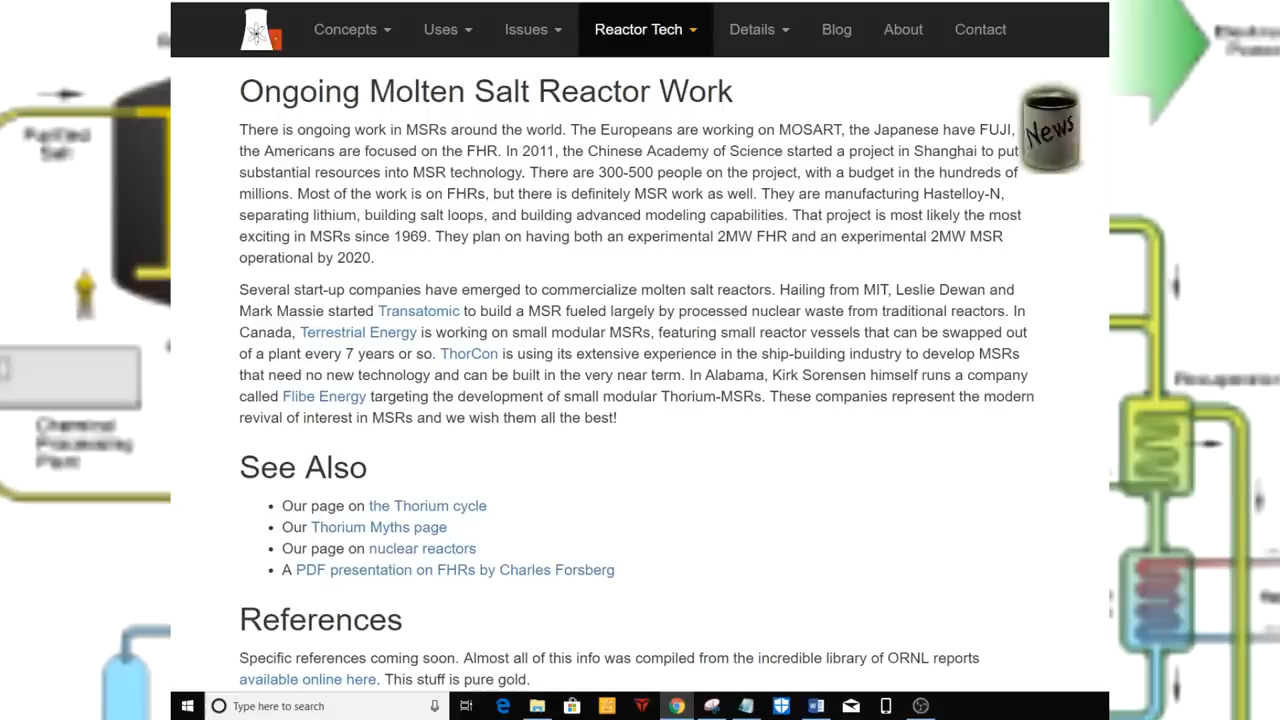 Concepts Uses Issues Reactor Tech Details Blog About Contact
Ongoing Molten Salt Reactor Work
News
There is ongoing work in MSRs around the world. The Europeans are working on MOSART, the Japanese have FUJI,
the Americans are focused on the FHR. In 2011, the Chinese Academy of Science started a project in Shanghai to put
substantial resources into MSR technology. There are 300-500 people on the project, with a budget in the hundreds of
millions. Most of the work is on FHRs, but there is definitely MSR work as well. They are manufacturing Hastelloy-N,
separating lithium, building salt loops, and building advanced modeling capabilities. That project is most likely the most
exciting in MSRs since 1969. They plan on having both an experimental 2MW FHR and an experimental 2MW MSR
operational by 2020.
Several start-up companies have emerged to commercialize molten salt reactors. Hailing from MIT, Leslie Dewan and
Mark Massie started Transatomic to build a MSR fueled largely by processed nuclear waste from traditional reactors. In
Canada, Terrestrial Energy is working on small modular MSRs, featuring small reactor vessels that can be swapped out
of a plant every 7 years or so. ThorCon is using its extensive experience in the ship-building industry to develop MSRs
that need no new technology and can be built in the very near term. In Alabama, Kirk Sorensen himself runs a company
called Flibe Energy targeting the development of small modular Thorium-MSRs. These companies represent the modern
revival of interest in MSRs and we wish them all the best!
See Also
• Our page on the Thorium cycle
• Our Thorium Myths page
• Our page on nuclear reactors
• A PDF presentation on FHRs by Charles Forsberg
References
Specific references coming soon. Almost all of this info was compiled from the incredible library of ORNL reports
available online here. This stuff is pure gold.
Type here to search
Purified
Salt
Chemical
Processing
Plant